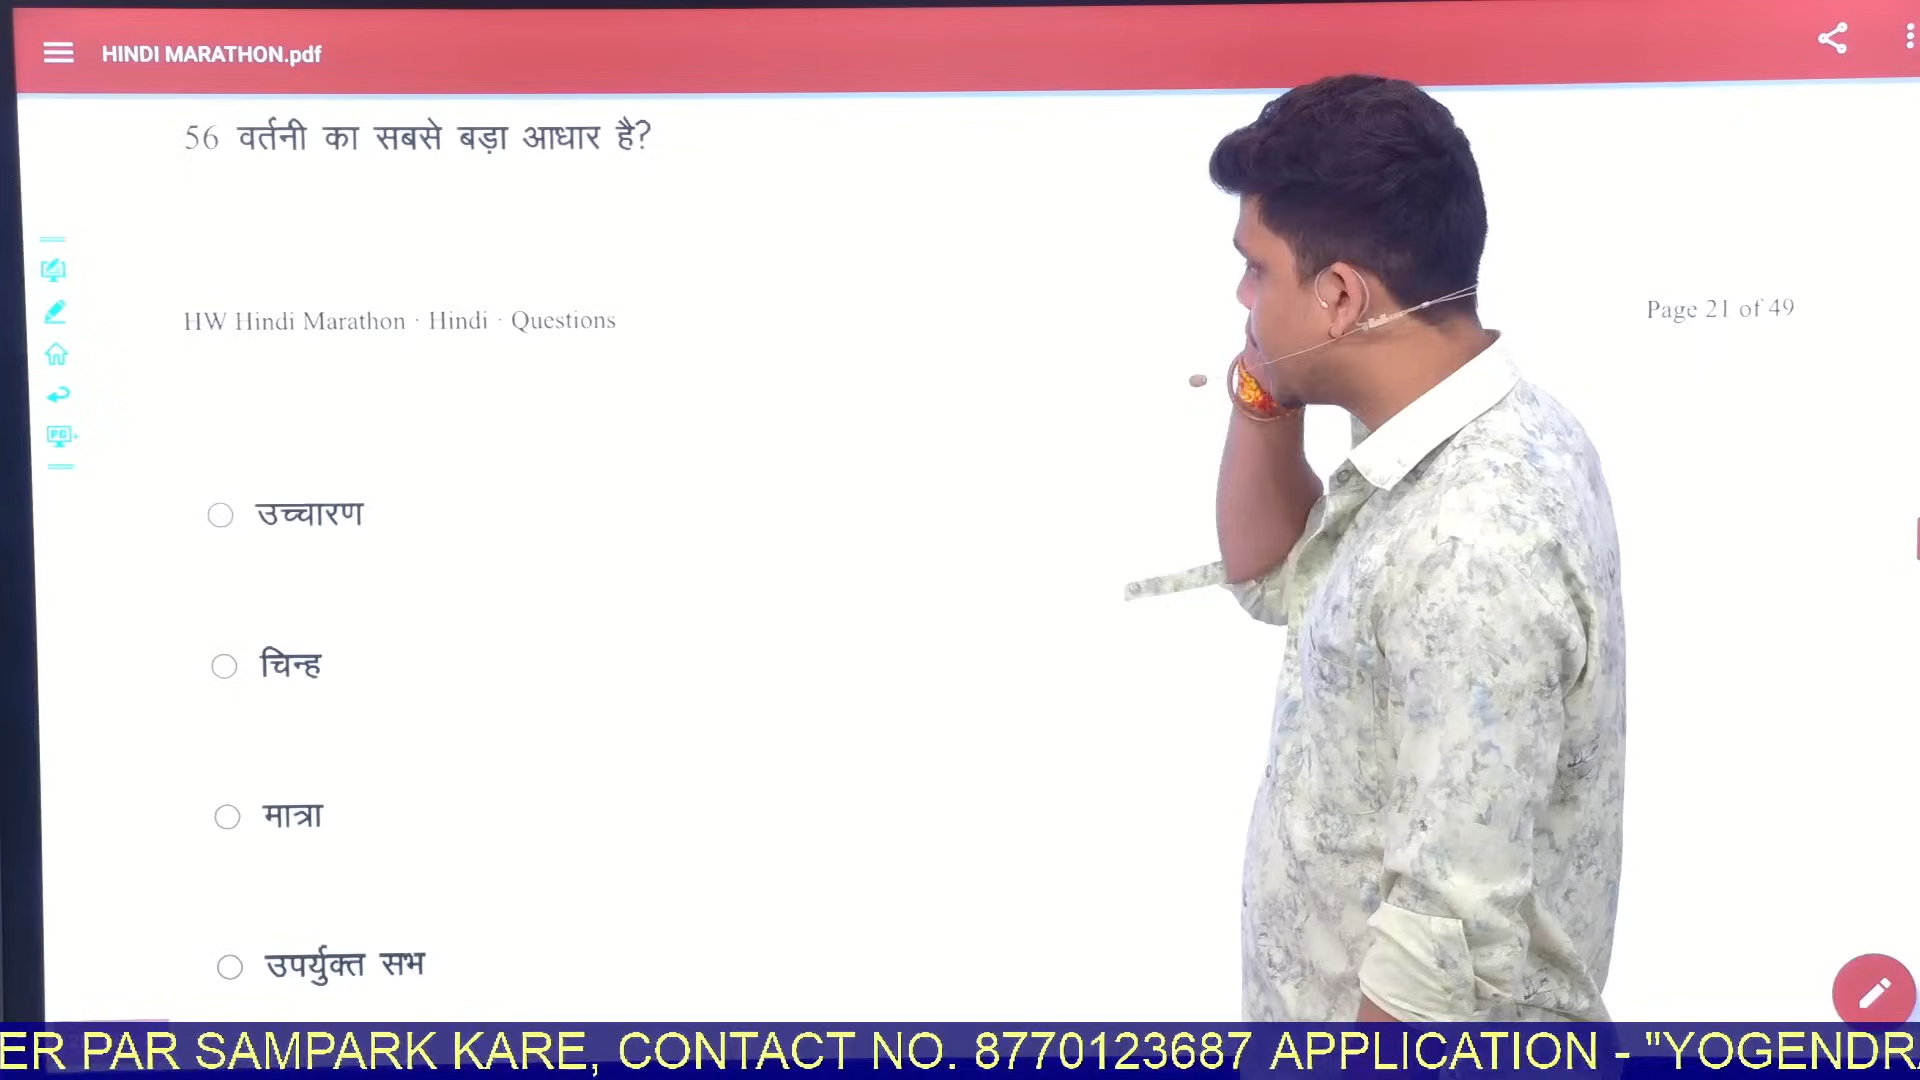 HINDI MARATHON.pdf
56 वर्तनी का सबसे बड़ा आधार है?
HW Hindi Marathon · Hindi · Questions
Page 21 of 49
उच्चारण
चिन्ह
मात्रा
उपर्युक्त सभ
ER PAR SAMPARK KARE, CONTACT NO. 8770123687 APPLICATION - "YOGENDR